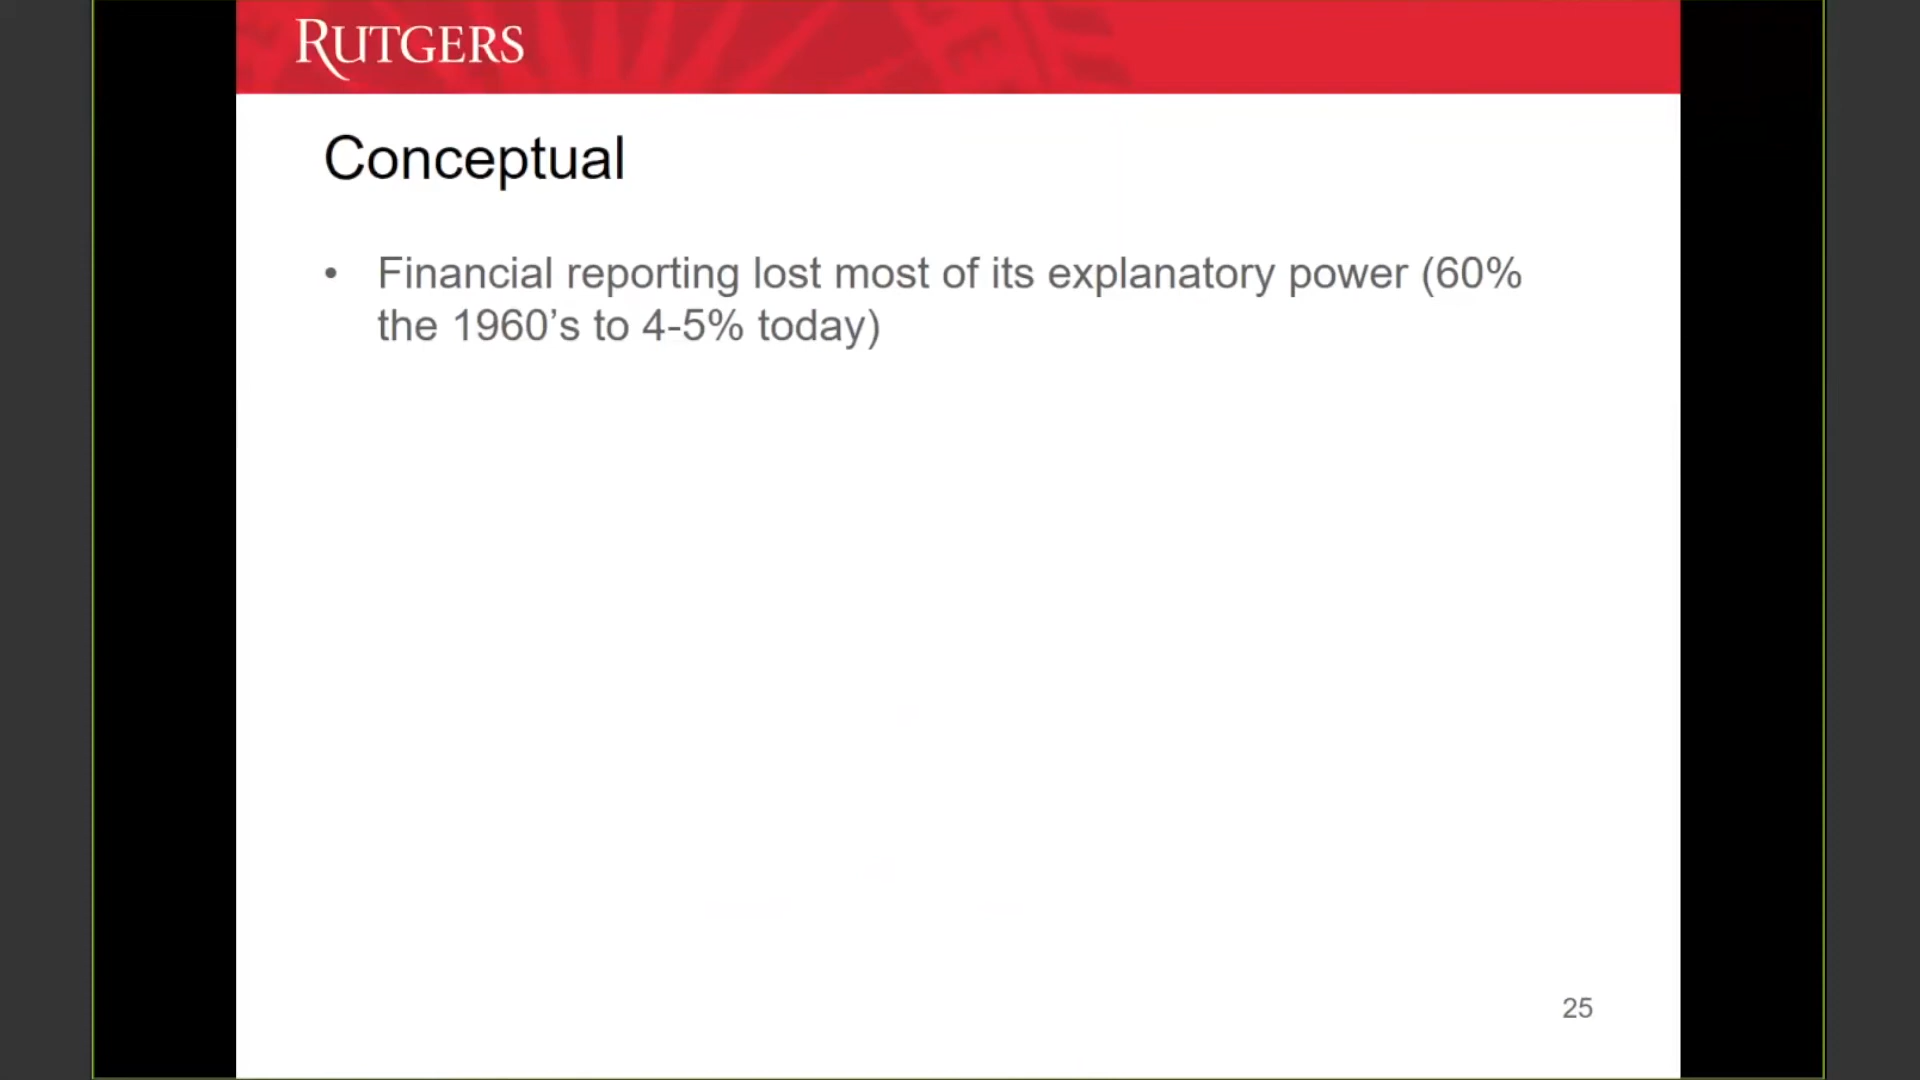 RUTGERS
Conceptual
• Financial reporting lost most of its explanatory power (60%
the 1960’s to 4-5% today)
25